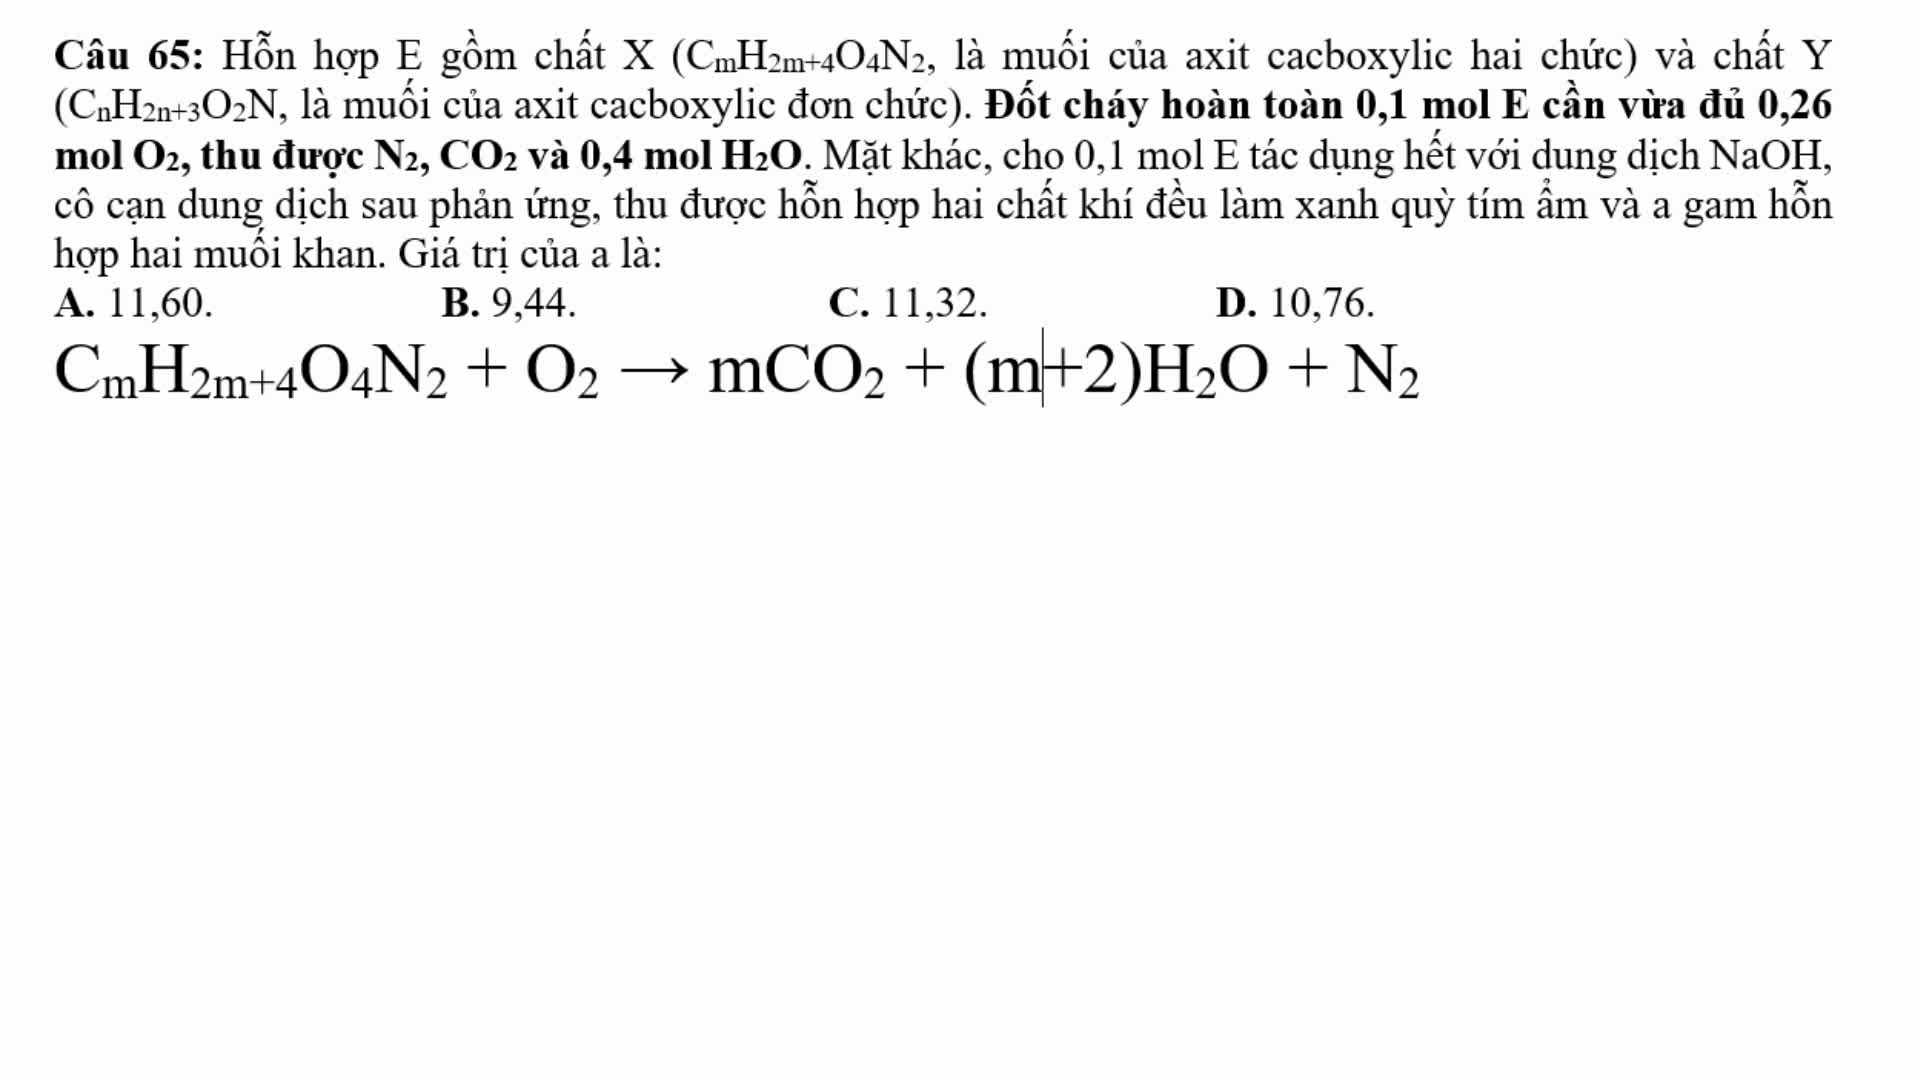 Câu 65: Hỗn hợp E gồm chất X (CmH2m+4O4N2, là muối của axit cacboxylic hai chức) và chất Y
(CnH2n+3O2N, là muối của axit cacboxylic đơn chức). Đốt cháy hoàn toàn 0,1 mol E cần vừa đủ 0,26
mol O2, thu được N2, CO2 và 0,4 mol H2O. Mặt khác, cho 0,1 mol E tác dụng hết với dung dịch NaOH,
cô cạn dung dịch sau phản ứng, thu được hỗn hợp hai chất khí đều làm xanh quỳ tím ẩm và a gam hỗn
hợp hai muối khan. Giá trị của a là:
A. 11,60. B. 9,44. C. 11,32. D. 10,76.
CmH2m+4O4N2 + O2 → mCO2 + (m+2)H2O + N2